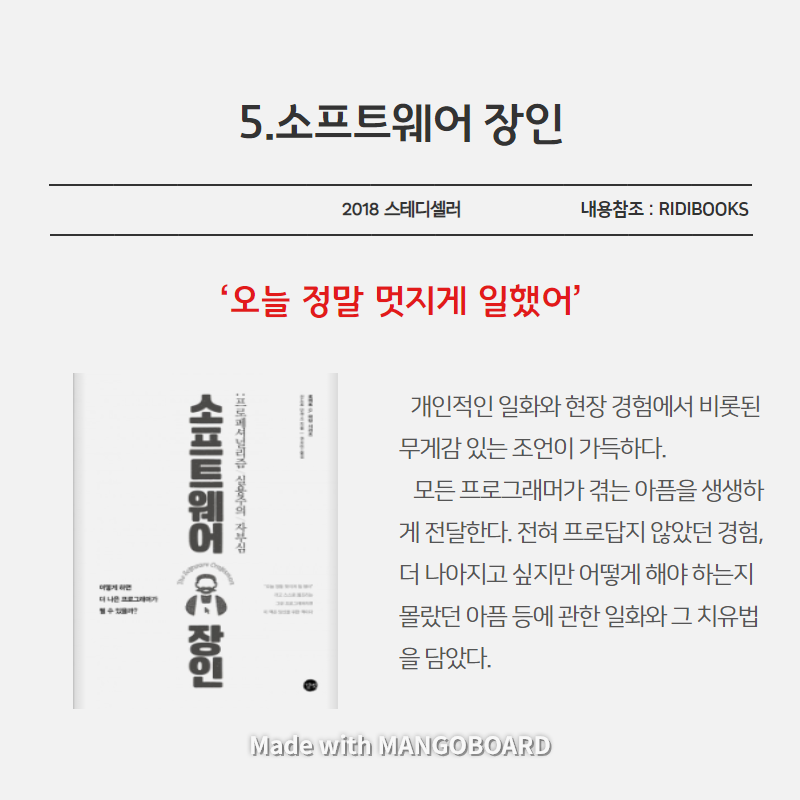 5.소프트웨어 장인
2018 스테디셀러
내용참조 : RIDIBOOKS
‘오늘 정말 멋지게 일했어’
소프트웨어
장인
: 프로페셔널리즘 실용주의 자부심
The Software Craftsman
어떻게 하면
더 나은 프로그래머가
될 수 있을까?
개인적인 일화와 현장 경험에서 비롯된
무게감 있는 조언이 가득하다.
모든 프로그래머가 겪는 아픔을 생생하
게 전달한다. 전혀 프로답지 않았던 경험,
더 나아지고 싶지만 어떻게 해야 하는지
몰랐던 아픔 등에 관한 일화와 그 치유법
을 담았다.
Made with MANGOBOARD